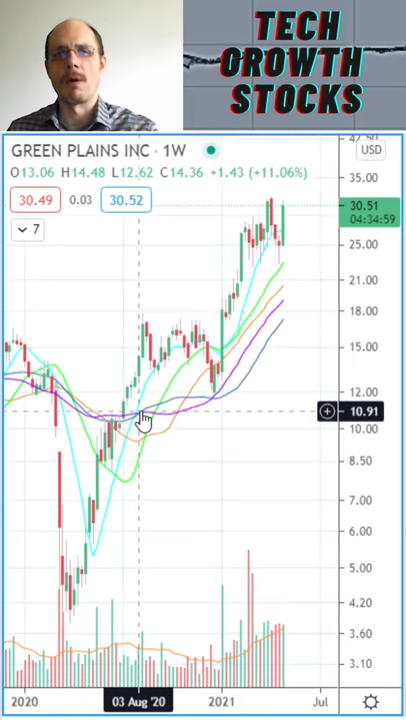 TECH
GROWTH
STOCKS
GREEN PLAINS INC · 1W
USD
O13.06 H14.48 L12.62 C14.36 +1.43 (+11.06%)
30.49 0.03 30.52
7
35.00
30.51
04:34:59
25.00
21.00
18.00
15.00
12.00
10.91
10.00
8.50
7.00
6.00
5.00
4.20
3.60
3.10
2020 03 Aug '20 2021 Jul